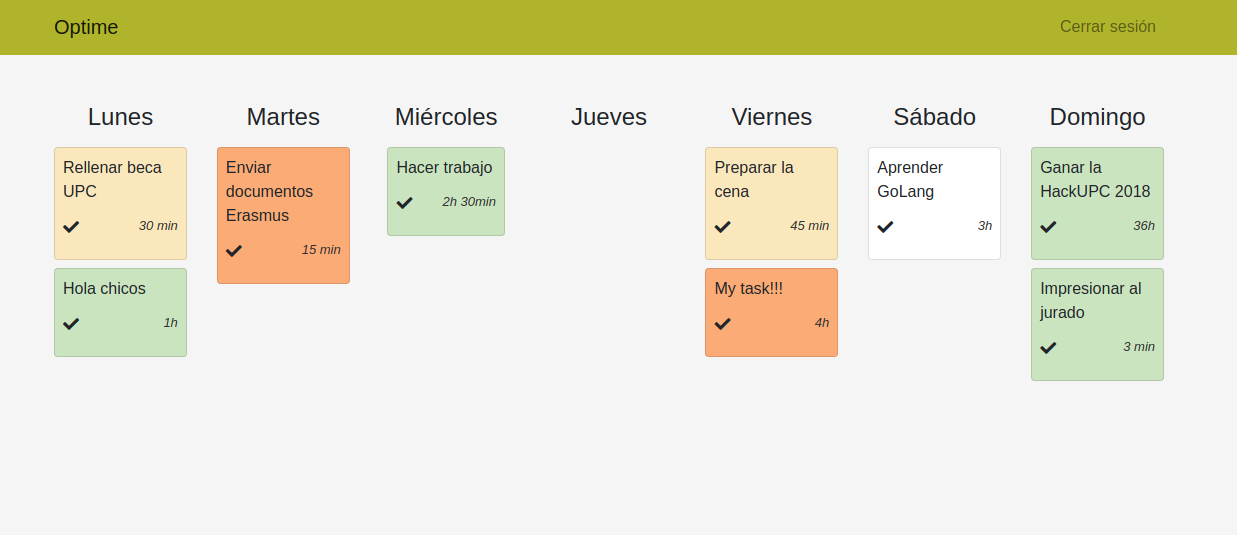 Optime
Cerrar sesión
Lunes
Rellenar beca
UPC
30 min
Hola chicos
1h
Martes
Enviar
documentos
Erasmus
15 min
Miércoles
Hacer trabajo
2h 30min
Jueves
Viernes
Preparar la
cena
45 min
My task!!!
4h
Sábado
Aprender
GoLang
3h
Domingo
Ganar la
HackUPC 2018
36h
Impresionar al
jurado
3 min